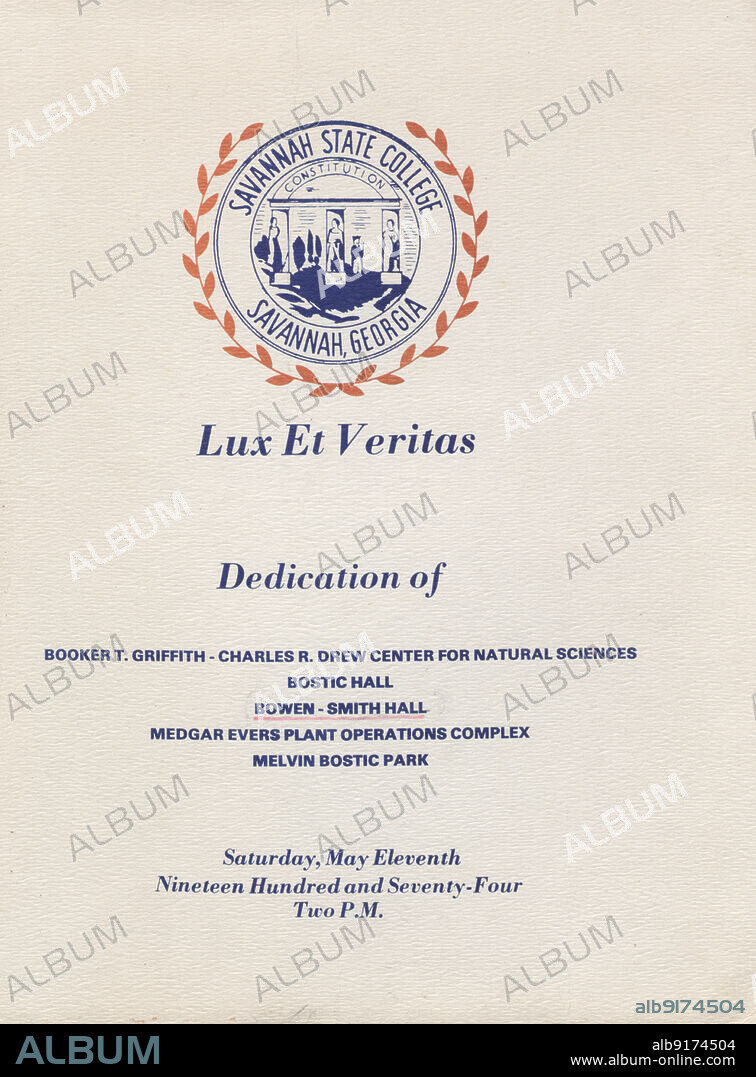 SAVANNAH STATE COLLEGE
CONSTITUTION
SAVANNAH, GEORGIA
Lux Et Veritas
Dedication of
BOOKER T. GRIFFITH - CHARLES R. DREW CENTER FOR NATURAL SCIENCES
BOSTIC HALL
BOWEN - SMITH HALL
MEDGAR EVERS PLANT OPERATIONS COMPLEX
MELVIN BOSTIC PARK
Saturday, May Eleventh
Nineteen Hundred and Seventy-Four
Two P.M.
alb9174504
ALBUM
alb9174504
www.album-online.com